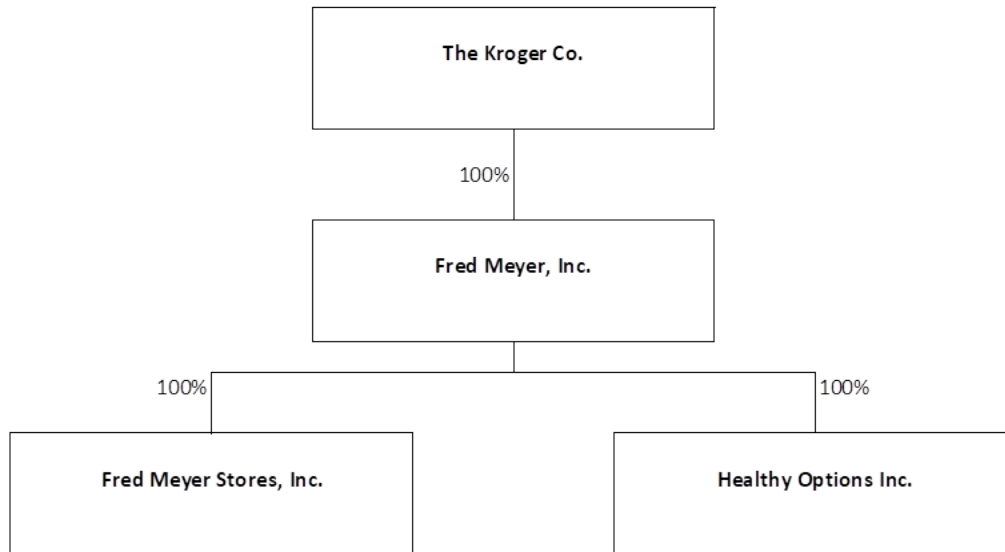 The Kroger Co.
100%
Fred Meyer, Inc.
100%
100%
Fred Meyer Stores, Inc.
Healthy Options Inc.